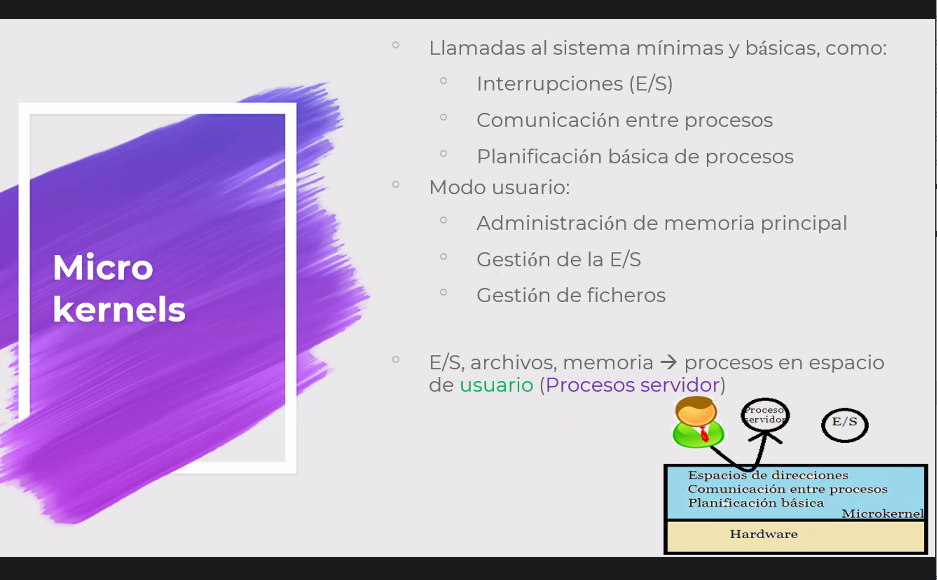 Micro
kernels
Llamadas al sistema mínimas y básicas, como:
Interrupciones (E/S)
Comunicación entre procesos
Planificación básica de procesos
Modo usuario:
Administración de memoria principal
Gestión de la E/S
Gestión de ficheros
E/S, archivos, memoria → procesos en espacio
de usuario (Procesos servidor)
Proceso
servidor
E/S
Espacios de direcciones
Comunicación entre procesos
Planificación básica
Microkernel
Hardware